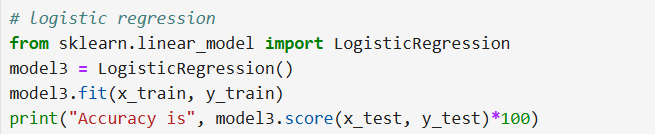 # logistic regression
from sklearn.linear_model import LogisticRegression
model3 = LogisticRegression()
model3.fit(x_train, y_train)
print("Accuracy is", model3.score(x_test, y_test)*100)